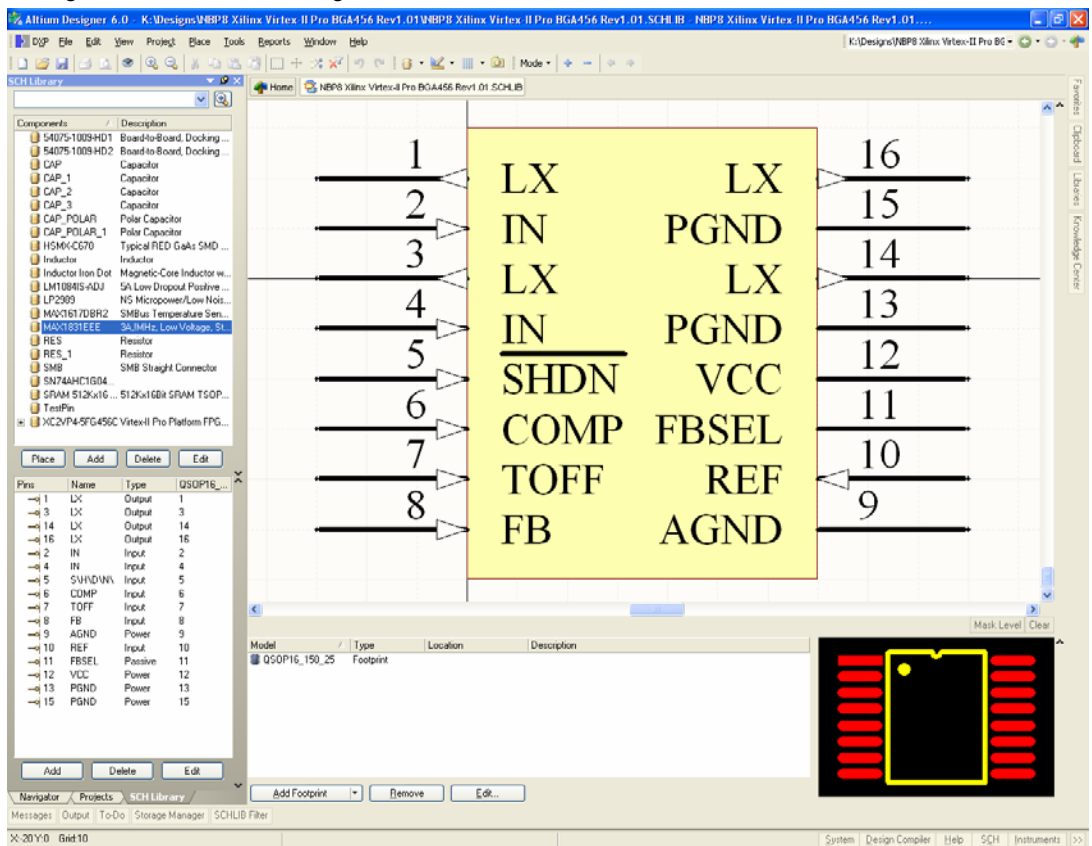 Altium Designer 6.0 - K:\Designs\NBP8 Xilinx Virtex-II Pro BGA456 Rev1.01\NBP8 Xilinx Virtex-II Pro BGA456 Rev1.01.SCHLIB - NBP8 Xilinx Virtex-II Pro BGA456 Rev1.01....
DXP File Edit View Project Place Tools Reports Window Help
K:\Designs\NBP8 Xilinx Virtex-II Pro BG
Mode
SCH Library
Home NBP8 Xilinx Virtex-II Pro BGA456 Rev1.01.SCHLIB
Components / Description
54075-1009-HD1 Board-to-Board, Docking ...
54075-1009-HD2 Board-to-Board, Docking ...
CAP Capacitor
CAP_1 Capacitor
CAP_2 Capacitor
CAP_3 Capacitor
CAP_POLAR Polar Capacitor
CAP_POLAR_1 Polar Capacitor
HSMX-C670 Typical RED GaAs SMD ...
Inductor Inductor
Inductor Iron Dot Magnetic-Core Inductor w...
LM1084IS-ADJ 5A Low Dropout Positive ...
LP2989 NS Micropower/Low Nois...
MAX1617DBR2 SMBus Temperature Sen...
MAX1831EEE 3A,1MHz, Low Voltage, St...
RES Resistor
RES_1 Resistor
SMB SMB Straight Connector
SN74AHC1G04...
SRAM 512Kx16 ... 512Kx16Bit SRAM TSOP...
TestPin
XC2VP4-5FG456C Virtex-II Pro Platform FPG...
Place Add Delete Edit
Pins Name Type QSOP16_...
1 LX Output 1
3 LX Output 3
14 LX Output 14
16 LX Output 16
2 IN Input 2
4 IN Input 4
5 S\H\D\N\ Input 5
6 COMP Input 6
7 TOFF Input 7
8 FB Input 8
9 AGND Power 9
10 REF Input 10
11 FBSEL Passive 11
12 VCC Power 12
13 PGND Power 13
15 PGND Power 15
Add Delete Edit
Navigator Projects SCH Library
1 LX LX 16
2 IN PGND 15
3 LX LX 14
4 IN PGND 13
5 SHDN VCC 12
6 COMP FBSEL 11
7 TOFF REF 10
8 FB AGND 9
Favorites
Clipboard
Libraries
Knowledge Center
Mask Level Clear
Model / Type Location Description
QSOP16_150_25 Footprint
Add Footprint Remove Edit...
Messages Output To-Do Storage Manager SCHLIB Filter
X:-20 Y:0 Grid:10
System Design Compiler Help SCH Instruments >>